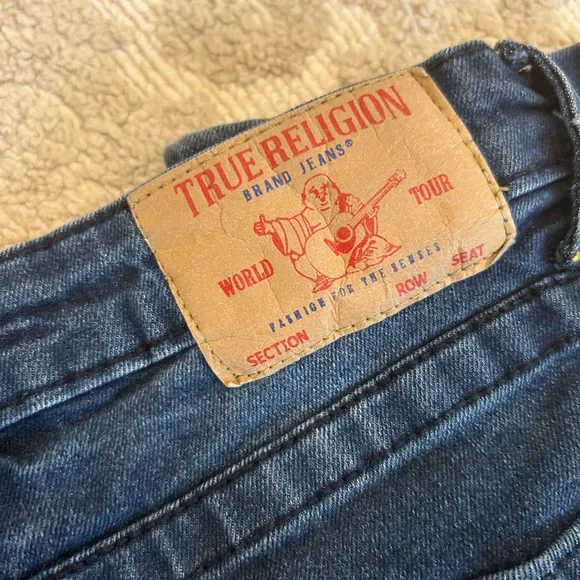 TRUE RELIGION
BRAND JEANS®
WORLD TOUR
FASHION FOR THE SENSES
SECTION ROW SEAT